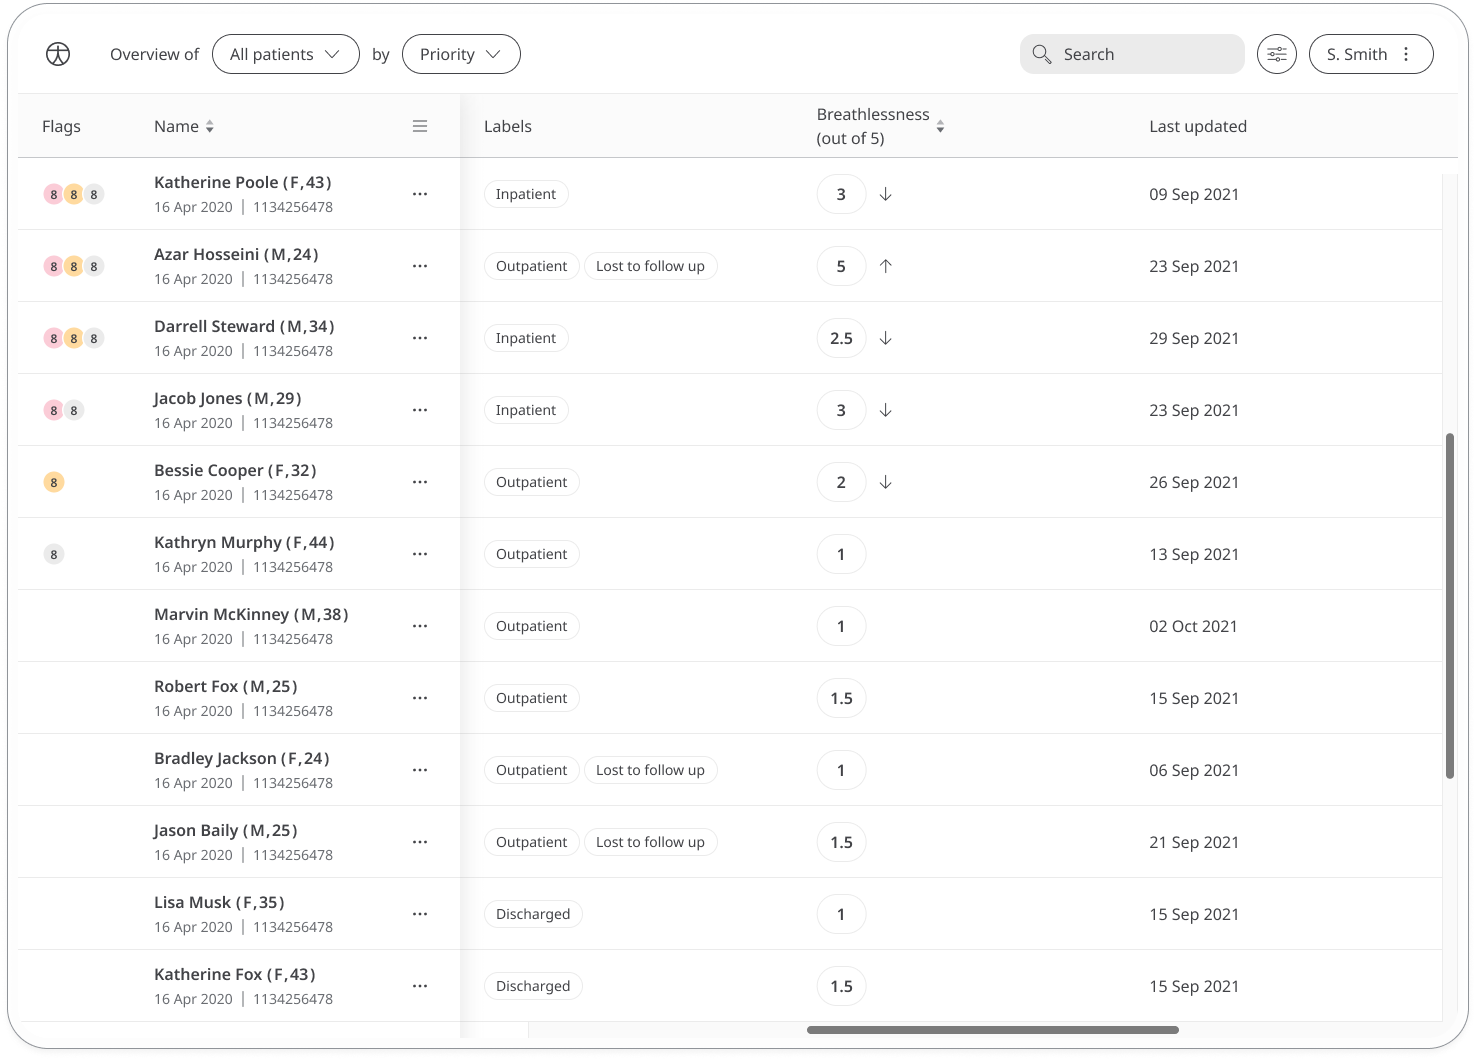 Overview of All patients by Priority Search S. Smith
Flags Name Labels Breathlessness (out of 5) Last updated
8 8 8 Katherine Poole (F,43) Inpatient 3 ↓ 09 Sep 2021
16 Apr 2020 | 1134256478
8 8 8 Azar Hosseini (M,24) Outpatient Lost to follow up 5 ↑ 23 Sep 2021
16 Apr 2020 | 1134256478
8 8 8 Darrell Steward (M,34) Inpatient 2.5 ↓ 29 Sep 2021
16 Apr 2020 | 1134256478
8 8 Jacob Jones (M,29) Inpatient 3 ↓ 23 Sep 2021
16 Apr 2020 | 1134256478
8 Bessie Cooper (F,32) Outpatient 2 ↓ 26 Sep 2021
16 Apr 2020 | 1134256478
8 Kathryn Murphy (F,44) Outpatient 1 13 Sep 2021
16 Apr 2020 | 1134256478
Marvin McKinney (M,38) Outpatient 1 02 Oct 2021
16 Apr 2020 | 1134256478
Robert Fox (M,25) Outpatient 1.5 15 Sep 2021
16 Apr 2020 | 1134256478
Bradley Jackson (F,24) Outpatient Lost to follow up 1 06 Sep 2021
16 Apr 2020 | 1134256478
Jason Baily (M,25) Outpatient Lost to follow up 1.5 21 Sep 2021
16 Apr 2020 | 1134256478
Lisa Musk (F,35) Discharged 1 15 Sep 2021
16 Apr 2020 | 1134256478
Katherine Fox (F,43) Discharged 1.5 15 Sep 2021
16 Apr 2020 | 1134256478